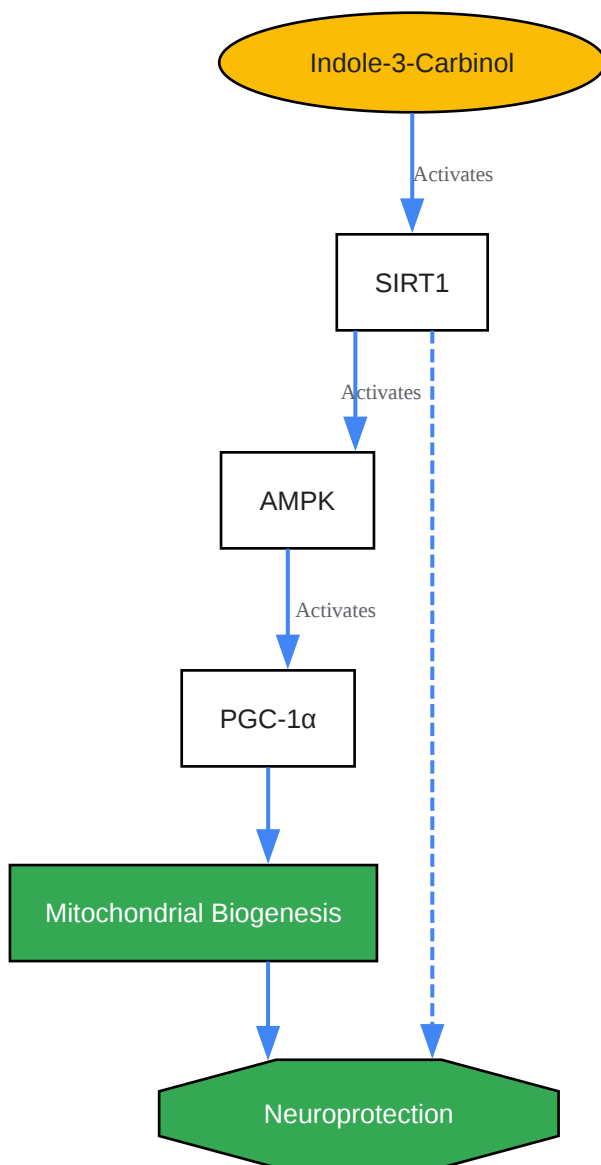 Indole-3-Carbinol
Activates
SIRT1
Activates
AMPK
Activates
PGC-1α
Mitochondrial Biogenesis
Neuroprotection